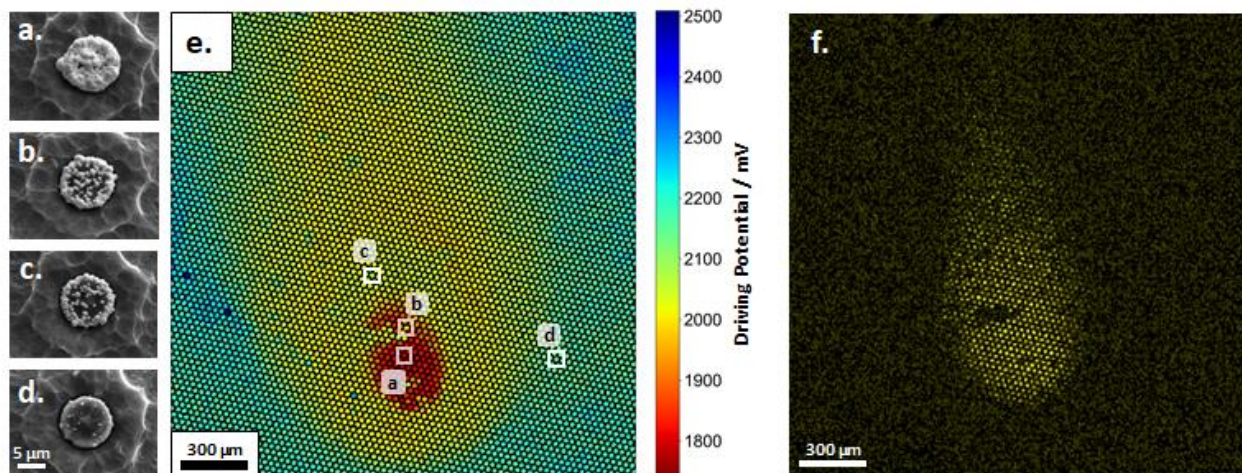 a.
b.
c.
d.
5 µm
e.
c
b
d
a
300 µm
2500
2400
2300
2200
2100
2000
1900
1800
Driving Potential / mV
f.
300 µm